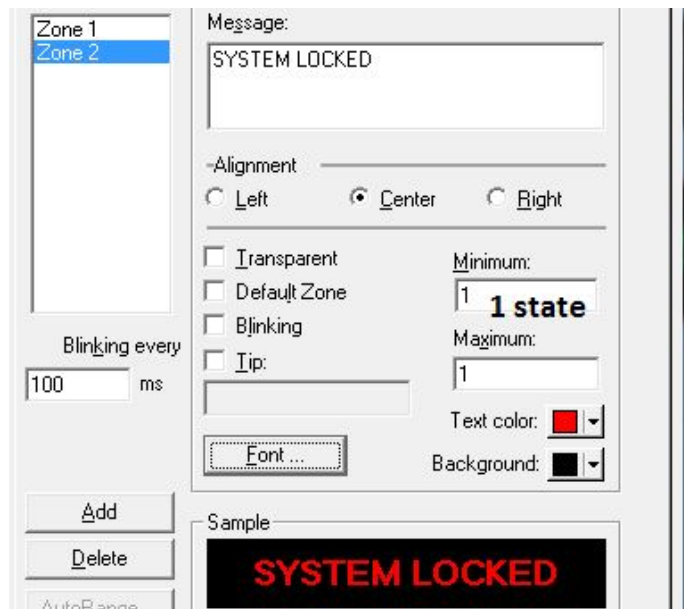 Zone 1
Zone 2
Blinking every
100 ms
Add
Delete
AutoRange...
Message:
SYSTEM LOCKED
Alignment
Left Center Right
Transparent
Default Zone
Blinking
Tip:
Font ...
Minimum:
1 1 state
Maximum:
1
Text color:
Background:
Sample
SYSTEM LOCKED